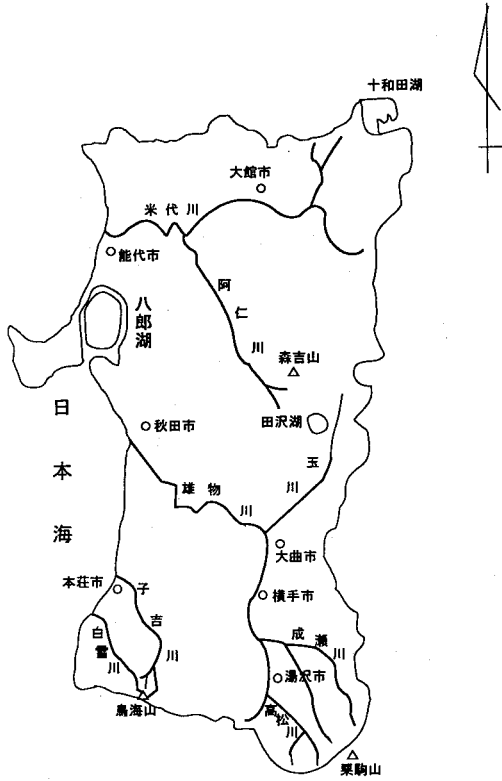 十和田湖
大館市
米代川
能代市
八郎湖
阿仁川
森吉山
日本海
秋田市
田沢湖
玉川
雄物川
大曲市
本荘市
子吉川
横手市
白雪川
成瀬川
湯沢市
鳥海山
高松川
栗駒山